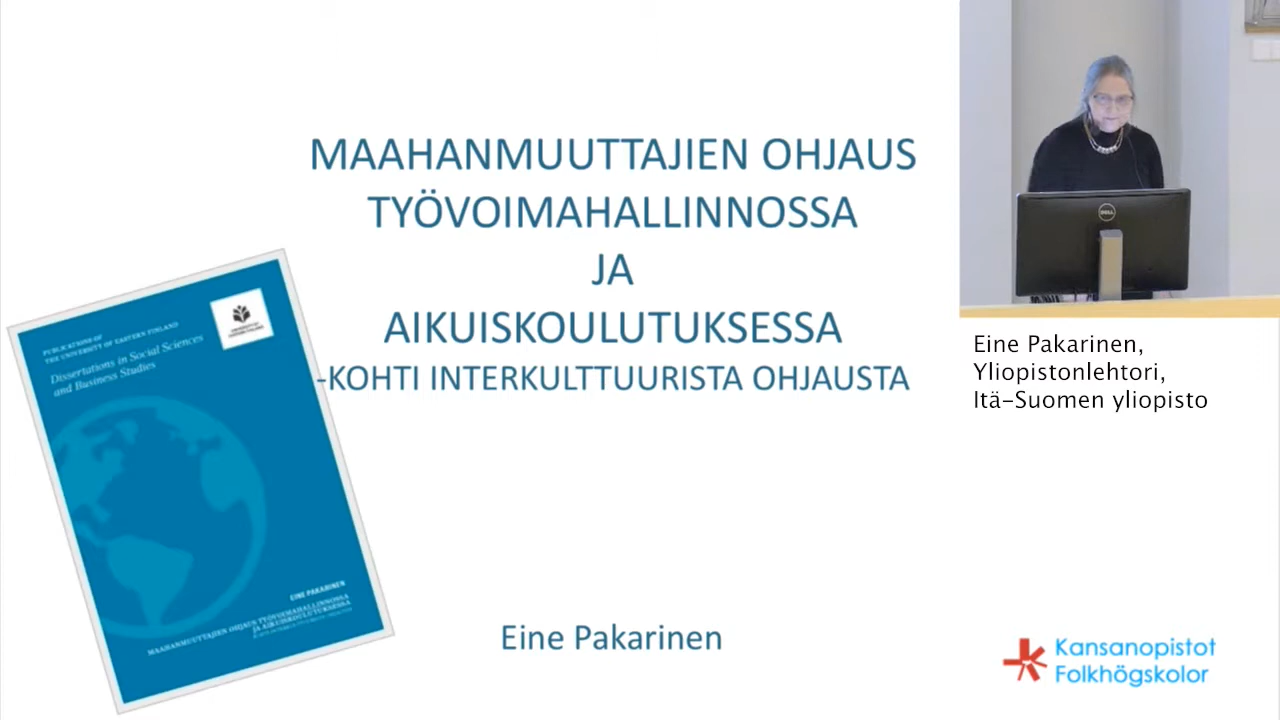 MAAHANMUUTTAJIEN OHJAUS
TYÖVOIMAHALLINNOSSA
JA
AIKUISKOULUTUKSESSA
-KOHTI INTERKULTTUURISTA OHJAUSTA
PUBLICATIONS OF
THE UNIVERSITY OF EASTERN FINLAND
Dissertations in Social Sciences
and Business Studies
EINE PAKARINEN
MAAHANMUUTTAJIEN OHJAUS TYÖVOIMAHALLINNOSSA
JA AIKUISKOULUTUKSESSA
Eine Pakarinen
DELL
Eine Pakarinen,
Yliopistonlehtori,
Itä-Suomen yliopisto
Kansanopistot
Folkhögskolor